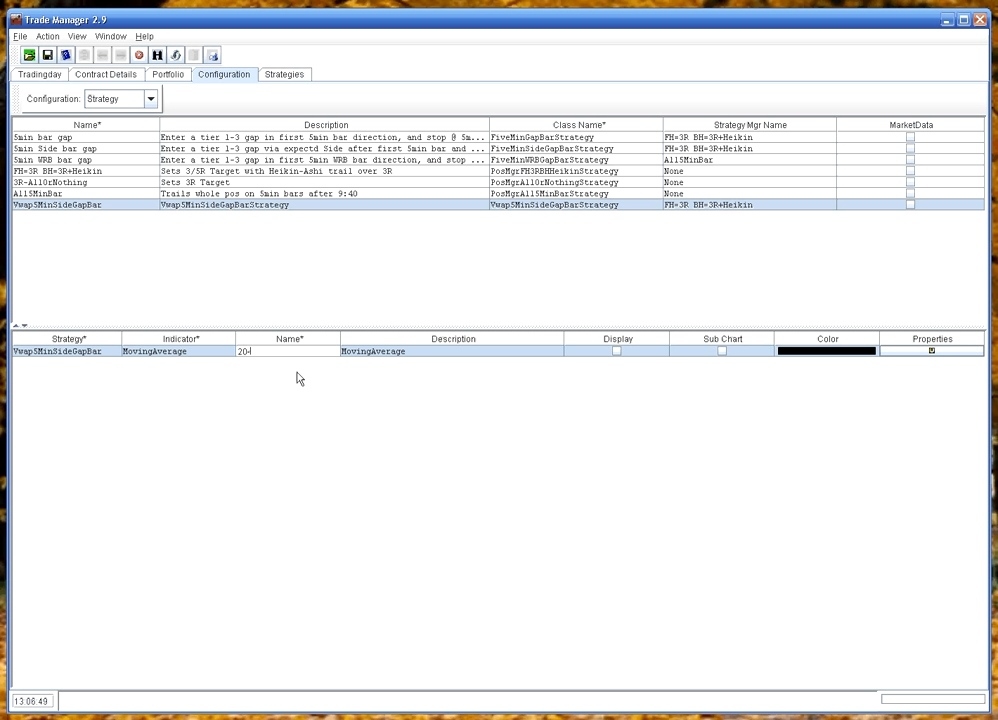 Trade Manager 2.9
File Action View Window Help
Tradingday Contract Details Portfolio Configuration Strategies
Configuration: Strategy
Name* Description Class Name* Strategy Mgr Name MarketData
5min bar gap Enter a tier 1-3 gap in first 5min bar direction, and stop @ 5m... FiveMinGapBarStrategy FH=3R BH=3R+Heikin
5min Side bar gap Enter a tier 1-3 gap via expectd Side after first 5min bar and ... FiveMinSideGapBarStrategy FH=3R BH=3R+Heikin
5min WRB bar gap Enter a tier 1-3 gap in first 5min WRB bar direction, and stop ... FiveMinWRBGapBarStrategy All5MinBar
FH=3R BH=3R+Heikin Sets 3/5R Target with Heikin-Ashi trail over 3R PosMgrFH3RBHHeikinStrategy None
3R-AllOrNothing Sets 3R Target PosMgrAllOrNothingStrategy None
All5MinBar Trails whole pos on 5min bars after 9:40 PosMgrAll5MinBarStrategy None
Vwap5MinSideGapBar Vwap5MinSideGapBarStrategy Vwap5MinSideGapBarStrategy FH=3R BH=3R+Heikin
Strategy* Indicator* Name* Description Display Sub Chart Color Properties
Vwap5MinSideGapBar MovingAverage 20- MovingAverage
13:06:49